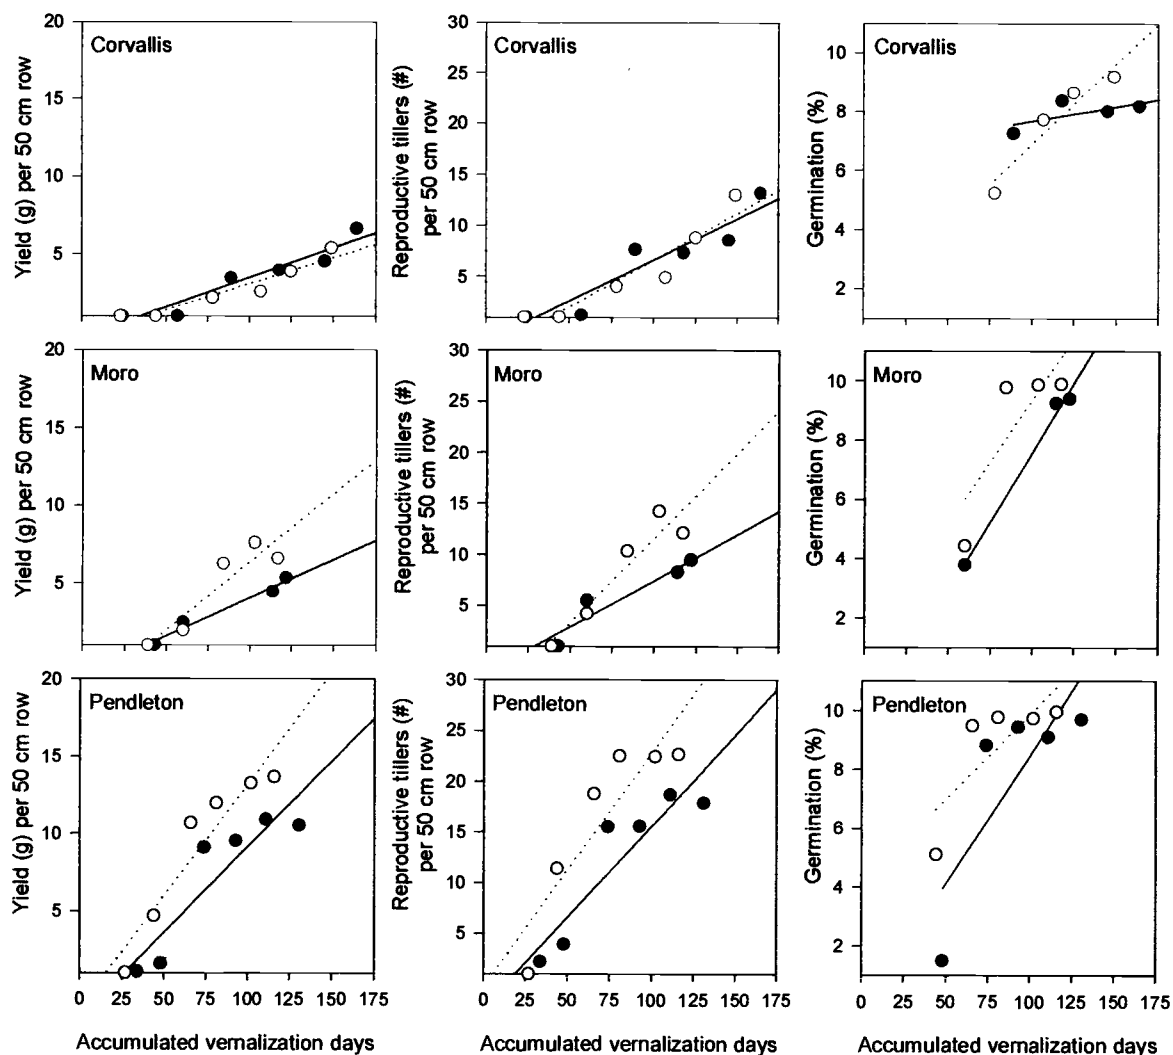 Corvallis
Yield (g) per 50 cm row
20
15
10
5
Corvallis
Reproductive tillers (#)
per 50 cm row
30
25
20
15
10
5
Corvallis
Germination (%)
10
8
6
4
2
Moro
Yield (g) per 50 cm row
20
15
10
5
Moro
Reproductive tillers (#)
per 50 cm row
30
25
20
15
10
5
Moro
Germination (%)
10
8
6
4
2
Pendleton
Yield (g) per 50 cm row
20
15
10
5
0 25 50 75 100 125 150 175
Accumulated vernalization days
Pendleton
Reproductive tillers (#)
per 50 cm row
30
25
20
15
10
5
0 25 50 75 100 125 150 175
Accumulated vernalization days
Pendleton
Germination (%)
10
8
6
4
2
0 25 50 75 100 125 150 175
Accumulated vernalization days